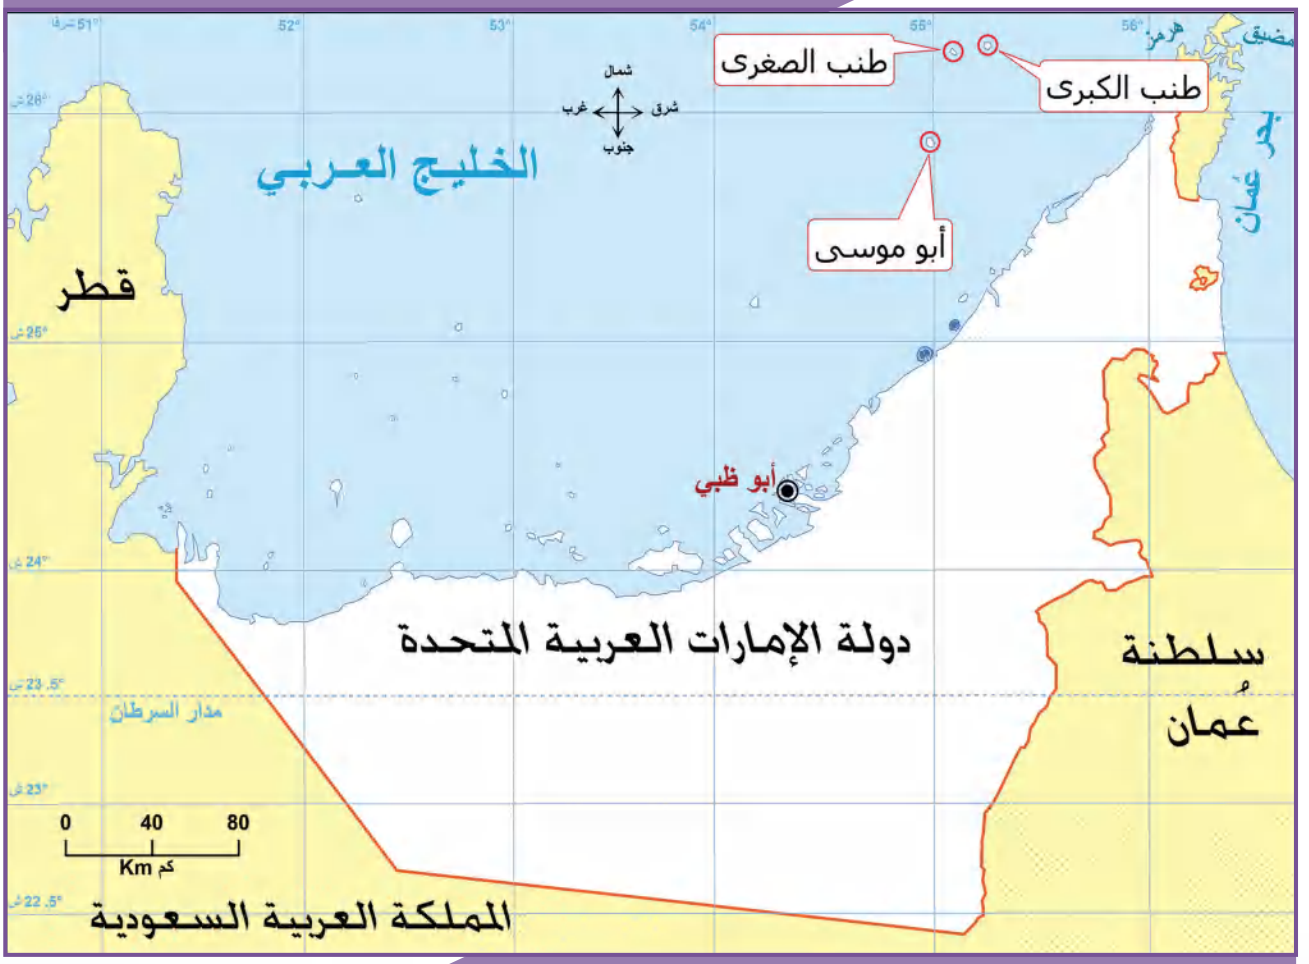 °51 شرقا
°52
°53
°54
°55
°56
مضيق هرمز
طنب الصغرى
طنب الكبرى
شمال
شرق
غرب
جنوب
°26 ش
الخليج العربي
بحر عُمان
أبو موسى
قطر
°25 ش
أبو ظبي
°24 ش
دولة الإمارات العربية المتحدة
سلطنة
عُمان
°23.5 ش
مدار السرطان
°23 ش
0 40 80
Km كم
°22.5 ش
المملكة العربية السعودية